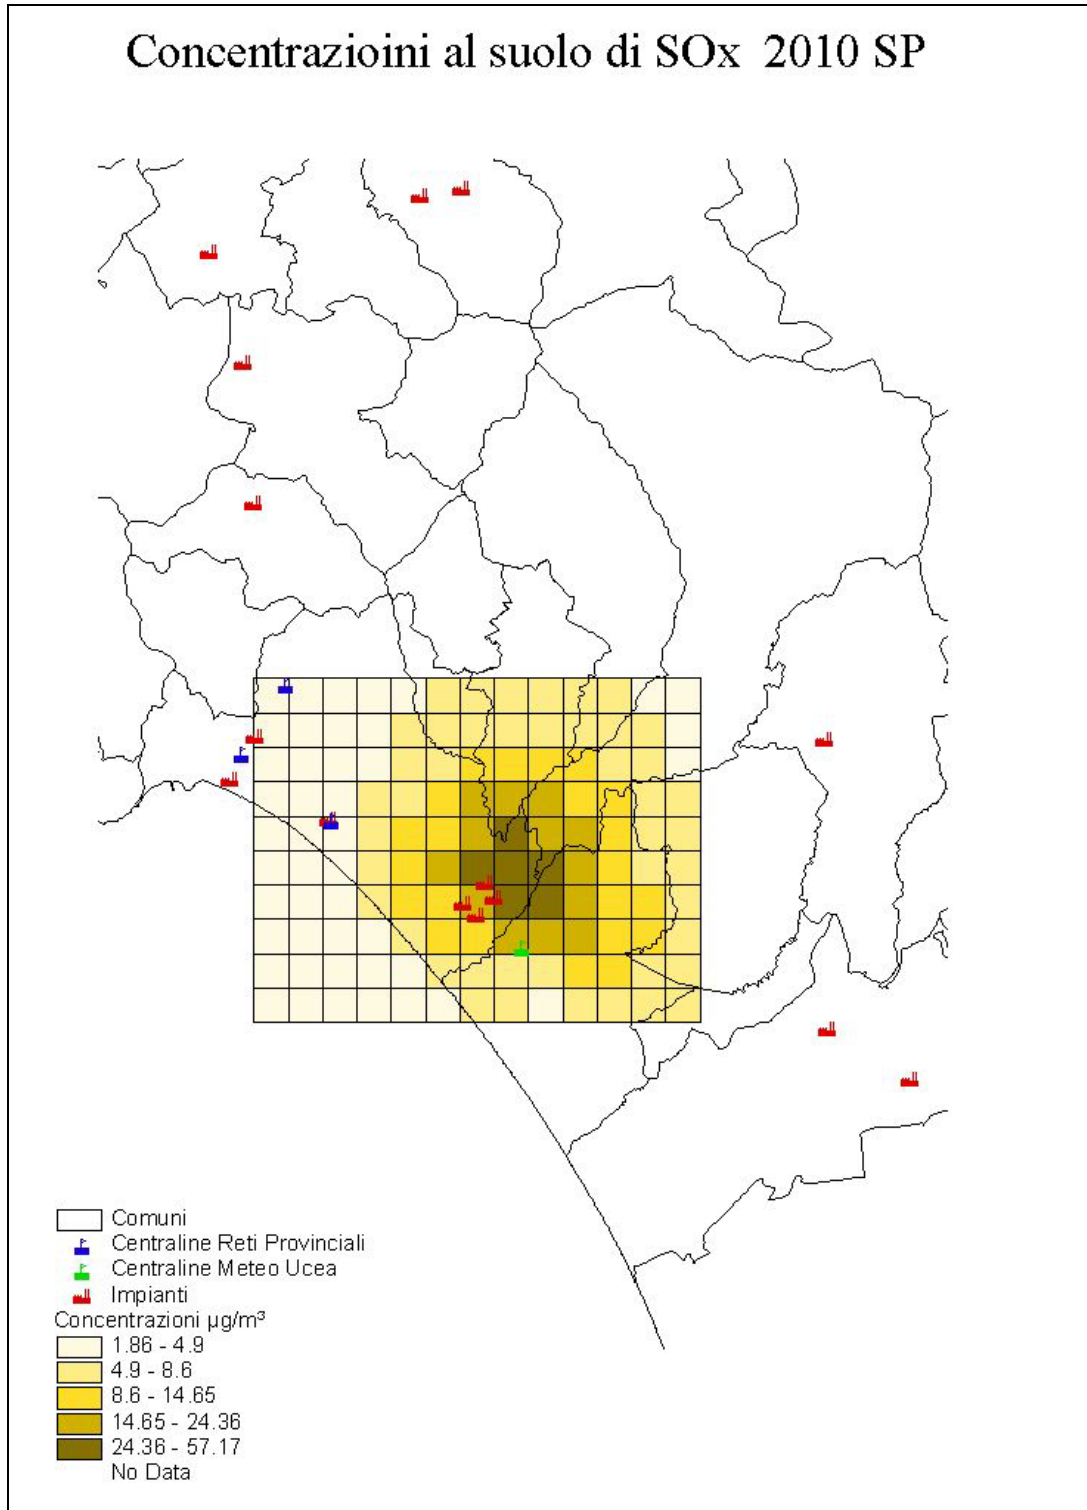 Concentrazioini al suolo di SOx 2010 SP
Comuni
Centraline Reti Provinciali
Centraline Meteo Ucea
Impianti
Concentrazioni µg/m³
1.86 - 4.9
4.9 - 8.6
8.6 - 14.65
14.65 - 24.36
24.36 - 57.17
No Data